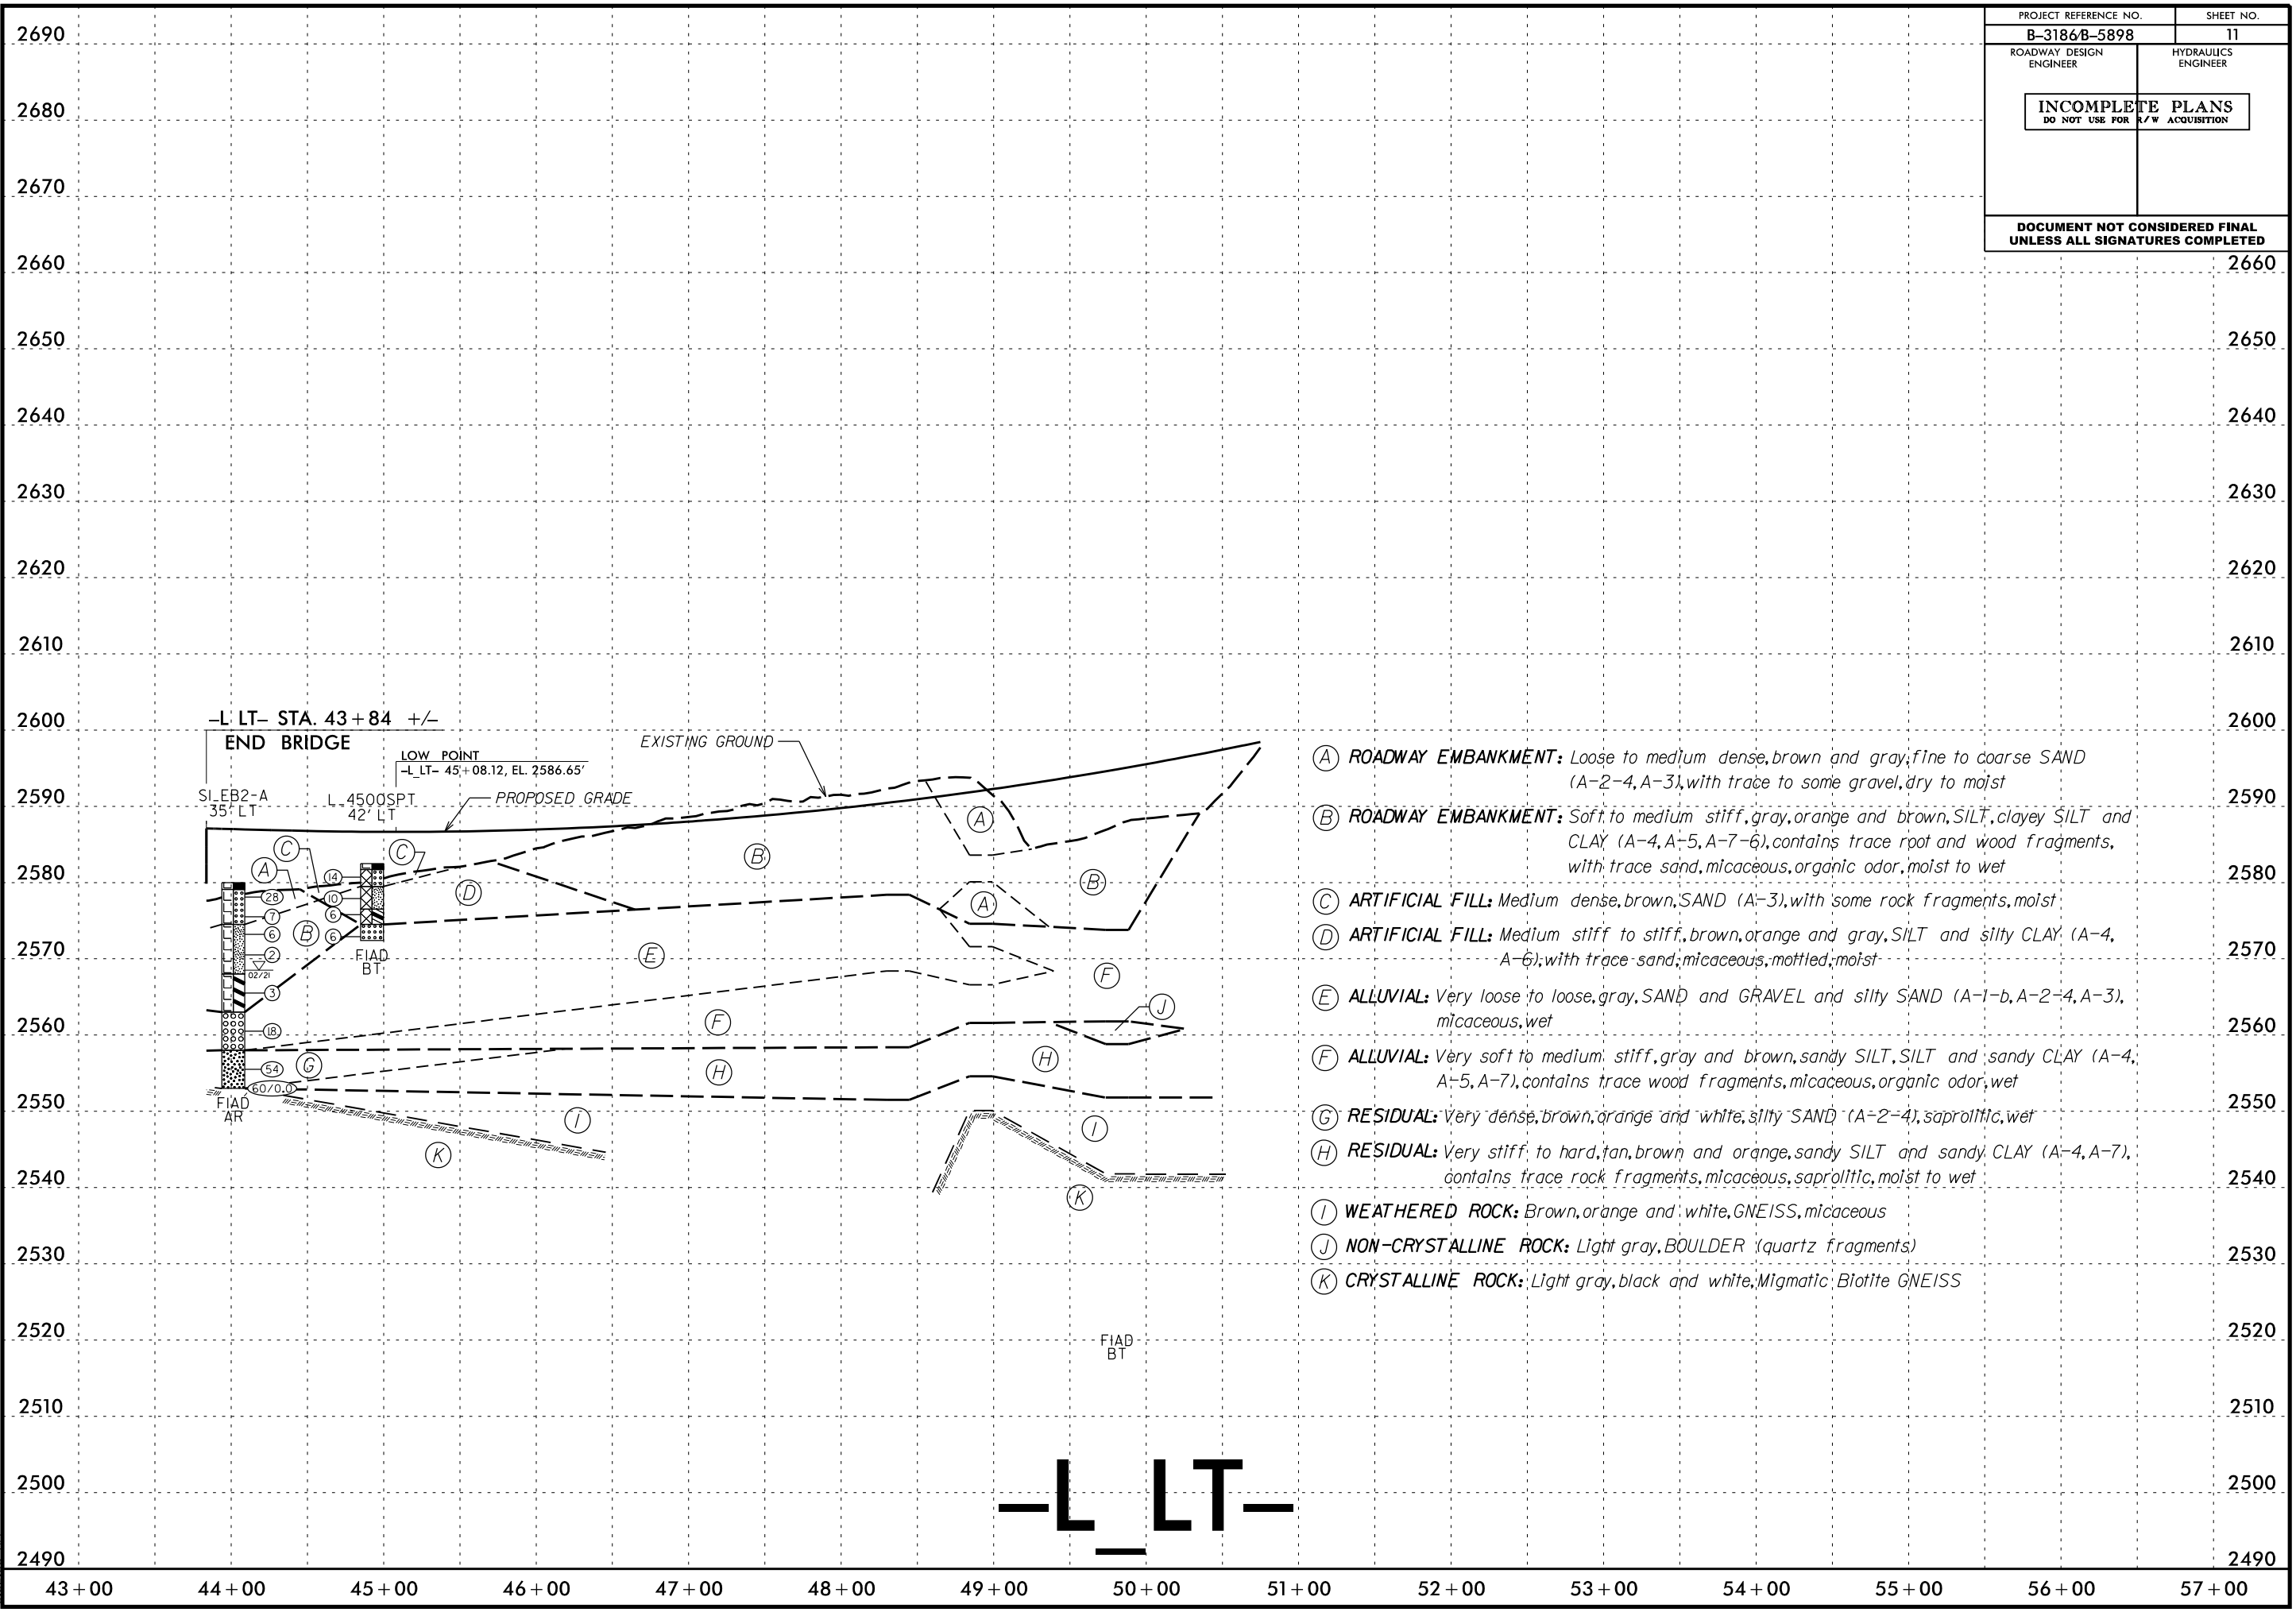 PROJECT REFERENCE NO. SHEET NO.
B–3186/B–5898 11
ROADWAY DESIGN ENGINEER
HYDRAULICS ENGINEER
INCOMPLETE PLANS
DO NOT USE FOR R/W ACQUISITION
DOCUMENT NOT CONSIDERED FINAL
UNLESS ALL SIGNATURES COMPLETED
2690
2680
2670
2660 2660
2650 2650
2640 2640
2630 2630
2620 2620
2610 2610
2600 2600
2590 2590
2580 2580
2570 2570
2560 2560
2550 2550
2540 2540
2530 2530
2520 2520
2510 2510
2500 2500
2490 2490
–L LT– STA. 43+84 +/–
END BRIDGE
LOW POINT
–L_LT– 45+08.12, EL. 2586.65'
EXISTING GROUND
PROPOSED GRADE
35' LT
L_4500SPT
42' LT
C
A
C
14
28
10
7
6
6
6
2
02/21
3
18
54
60/0.0
B
D
FIAD
BT
FIAD
AR
B
A
B
A
E
F
J
F
G
H
H
I
I
K
K
FIAD
BT
A ROADWAY EMBANKMENT: Loose to medium dense, brown and gray, fine to coarse SAND
(A-2-4, A-3), with trace to some gravel, dry to moist
B ROADWAY EMBANKMENT: Soft to medium stiff, gray, orange and brown, SILT, clayey SILT and
CLAY (A-4, A-5, A-7-6), contains trace root and wood fragments,
with trace sand, micaceous, organic odor, moist to wet
C ARTIFICIAL FILL: Medium dense, brown, SAND (A-3), with some rock fragments, moist
D ARTIFICIAL FILL: Medium stiff to stiff, brown, orange and gray, SILT and silty CLAY (A-4,
A-6), with trace sand, micaceous, mottled, moist
E ALLUVIAL: Very loose to loose, gray, SAND and GRAVEL and silty SAND (A-1-b, A-2-4, A-3),
micaceous, wet
F ALLUVIAL: Very soft to medium stiff, gray and brown, sandy SILT, SILT and sandy CLAY (A-4,
A-5, A-7), contains trace wood fragments, micaceous, organic odor, wet
G RESIDUAL: Very dense, brown, orange and white, silty SAND (A-2-4), saprolitic, wet
H RESIDUAL: Very stiff to hard, tan, brown and orange, sandy SILT and sandy CLAY (A-4, A-7),
contains trace rock fragments, micaceous, saprolitic, moist to wet
I WEATHERED ROCK: Brown, orange and white, GNEISS, micaceous
J NON-CRYSTALLINE ROCK: Light gray, BOULDER (quartz fragments)
K CRYSTALLINE ROCK: Light gray, black and white, Migmatic Biotite GNEISS
–L_LT–
43+00 44+00 45+00 46+00 47+00 48+00 49+00 50+00 51+00 52+00 53+00 54+00 55+00 56+00 57+00